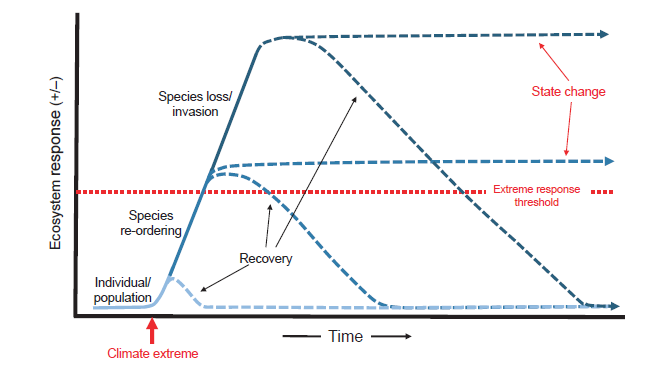 Ecosystem response (+/–)
Species loss/
invasion
State change
Extreme response
threshold
Species
re-ordering
Recovery
Individual/
population
Time
Climate extreme